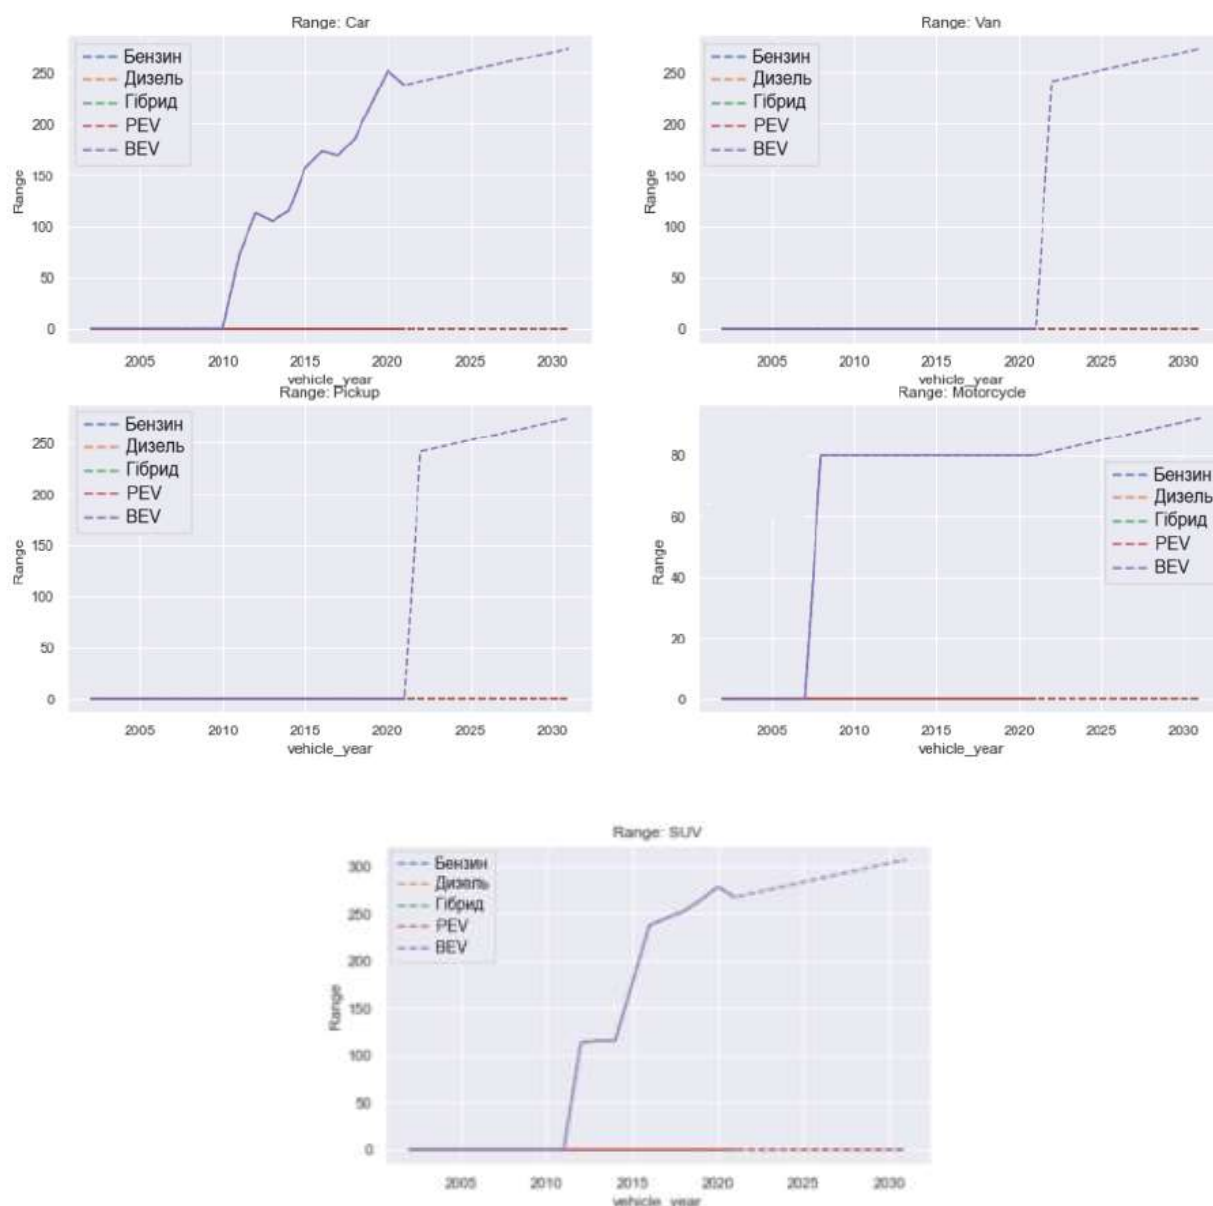 Range: Car
Range
250
200
150
100
50
0
Бензин
Дизель
Гібрид
PEV
BEV
2005 2010 2015 2020 2025 2030
vehicle_year
Range: Van
Range
250
200
150
100
50
0
Бензин
Дизель
Гібрид
PEV
BEV
2005 2010 2015 2020 2025 2030
vehicle_year
Range: Pickup
Range
250
200
150
100
50
0
Бензин
Дизель
Гібрид
PEV
BEV
2005 2010 2015 2020 2025 2030
vehicle_year
Range: Motorcycle
Range
80
60
40
20
0
Бензин
Дизель
Гібрид
PEV
BEV
2005 2010 2015 2020 2025 2030
vehicle_year
Range: SUV
Range
300
250
200
150
100
50
0
Бензин
Дизель
Гібрид
PEV
BEV
2005 2010 2015 2020 2025 2030
vehicle_year